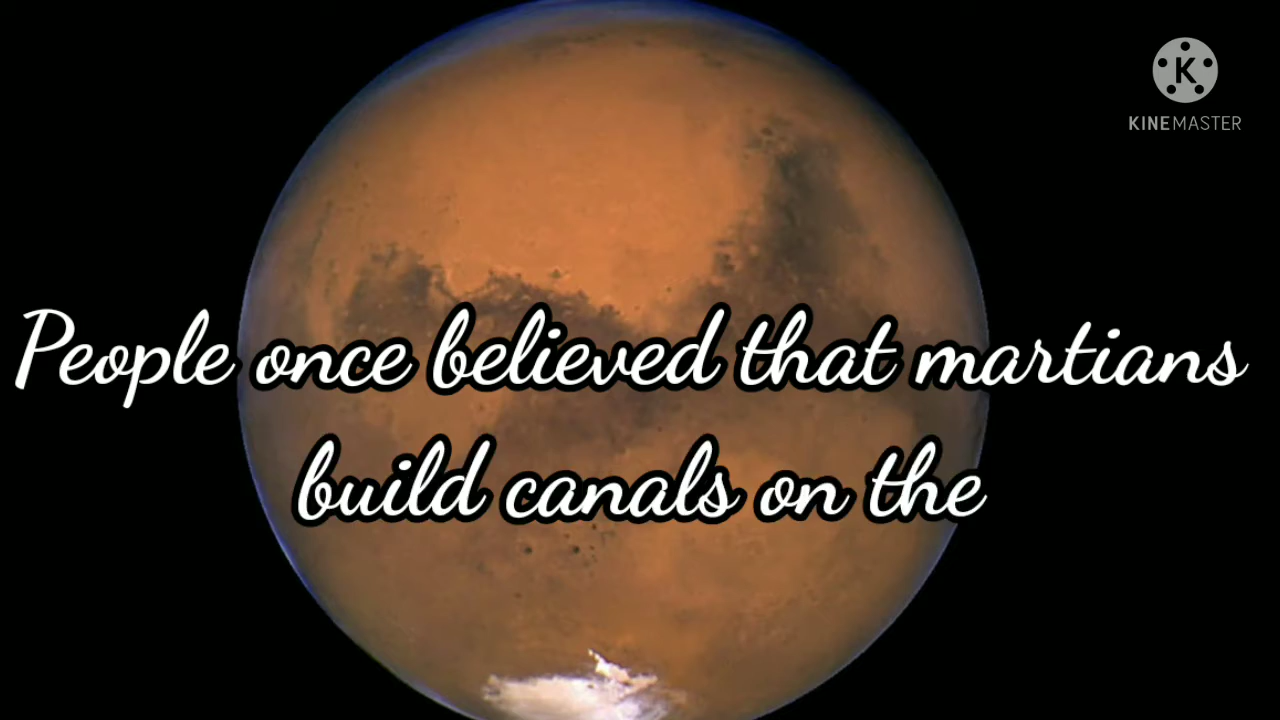 K
KINEMASTER
People once believed that martians
build canals on the